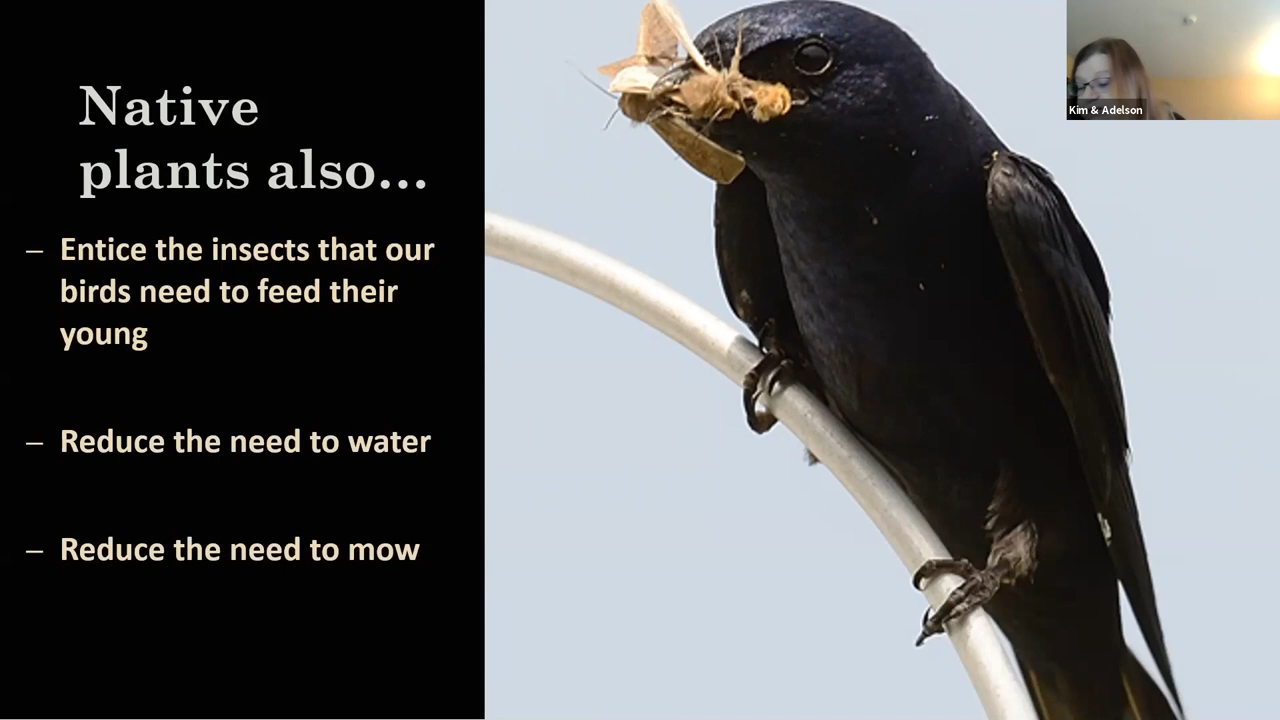 Native
plants also...
– Entice the insects that our
birds need to feed their
young
– Reduce the need to water
– Reduce the need to mow
Kim & Adelson